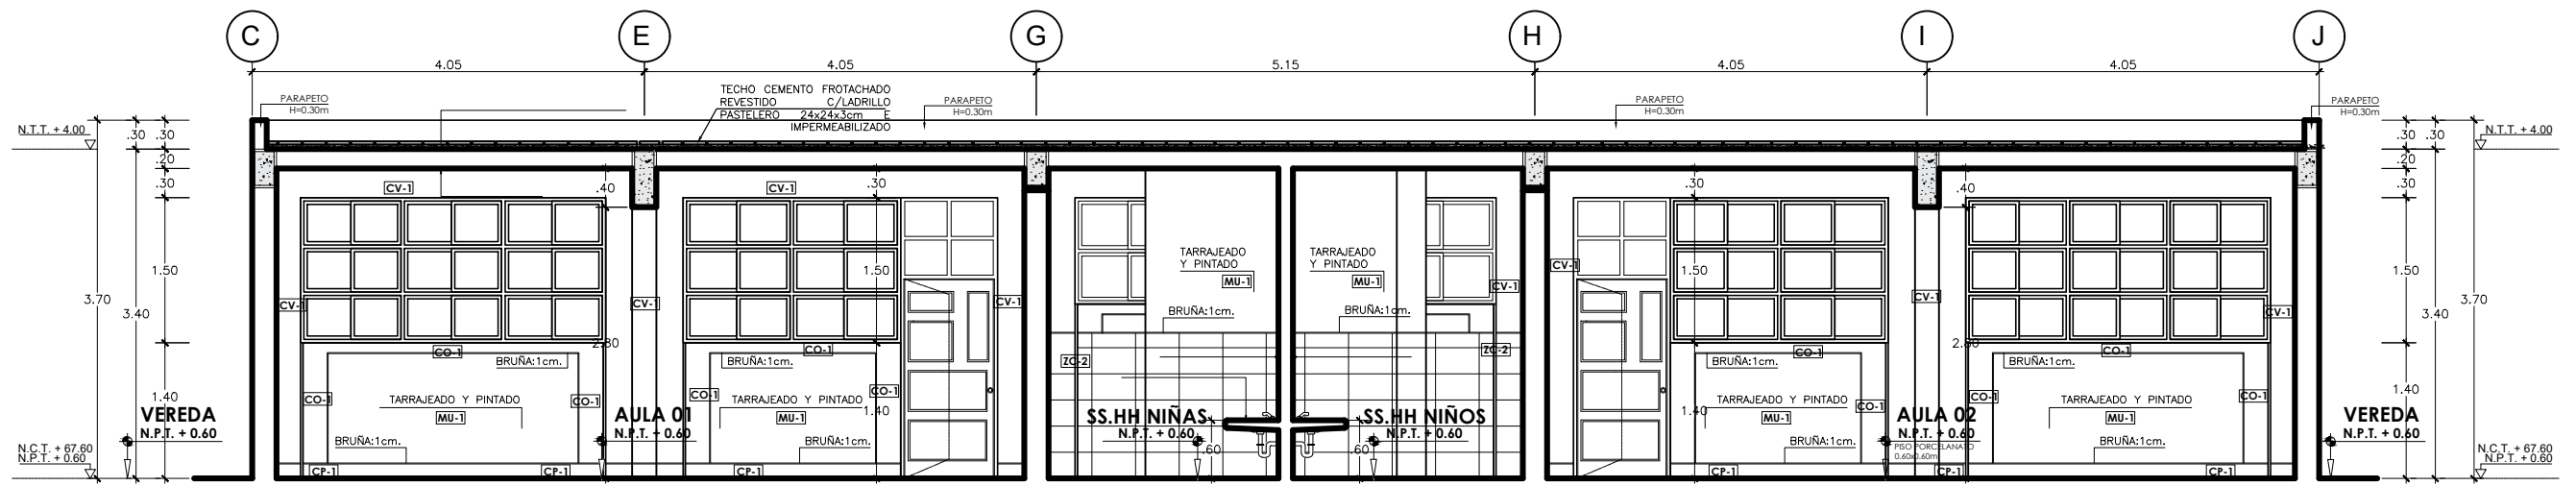 C E G H I J
4.05 4.05 5.15 4.05 4.05
PARAPETO
H=0.30m
TECHO CEMENTO FROTACHADO
REVESTIDO C/LADRILLO
PASTELERO 24x24x3cm E
IMPERMEABILIZADO
PARAPETO
H=0.30m
PARAPETO
H=0.30m
PARAPETO
H=0.30m
N.T.T. + 4.00
.30 .30
.20
.30
1.50
3.70
3.40
1.40
N.C.T. + 67.60
N.P.T. + 0.60
VEREDA
N.P.T. + 0.60
CV-1
.40
CV-1
CV-1
2.80
CO-1
BRUÑA:1cm.
CO-1
CO-1
TARRAJEADO Y PINTADO
MU-1
BRUÑA:1cm.
CP-1
CP-1
AULA 01
N.P.T. + 0.60
CV-1
.30
1.50
CV-1
CO-1
BRUÑA:1cm.
CO-1
CO-1
TARRAJEADO Y PINTADO
MU-1
1.40
BRUÑA:1cm.
CP-1
TARRAJEADO
Y PINTADO
MU-1
BRUÑA:1cm.
ZC-2
SS.HH NIÑAS
N.P.T. + 0.60
.60
TARRAJEADO
Y PINTADO
MU-1
BRUÑA:1cm.
CV-1
ZC-2
SS.HH NIÑOS
N.P.T. + 0.60
.60
CV-1
.30
1.50
BRUÑA:1cm.
CO-1
TARRAJEADO Y PINTADO
MU-1
CO-1
1.40
BRUÑA:1cm.
CP-1
CV-1
.40
2.80
AULA 02
N.P.T. + 0.60
PISO PORCELANATO
0.60x0.60m
CP-1
CO-1
BRUÑA:1cm.
CO-1
CO-1
TARRAJEADO Y PINTADO
MU-1
BRUÑA:1cm.
CP-1
CV-1
VEREDA
N.P.T. + 0.60
.30 .30
.20
.30
1.50
3.70
3.40
1.40
N.T.T. + 4.00
N.C.T. + 67.60
N.P.T. + 0.60